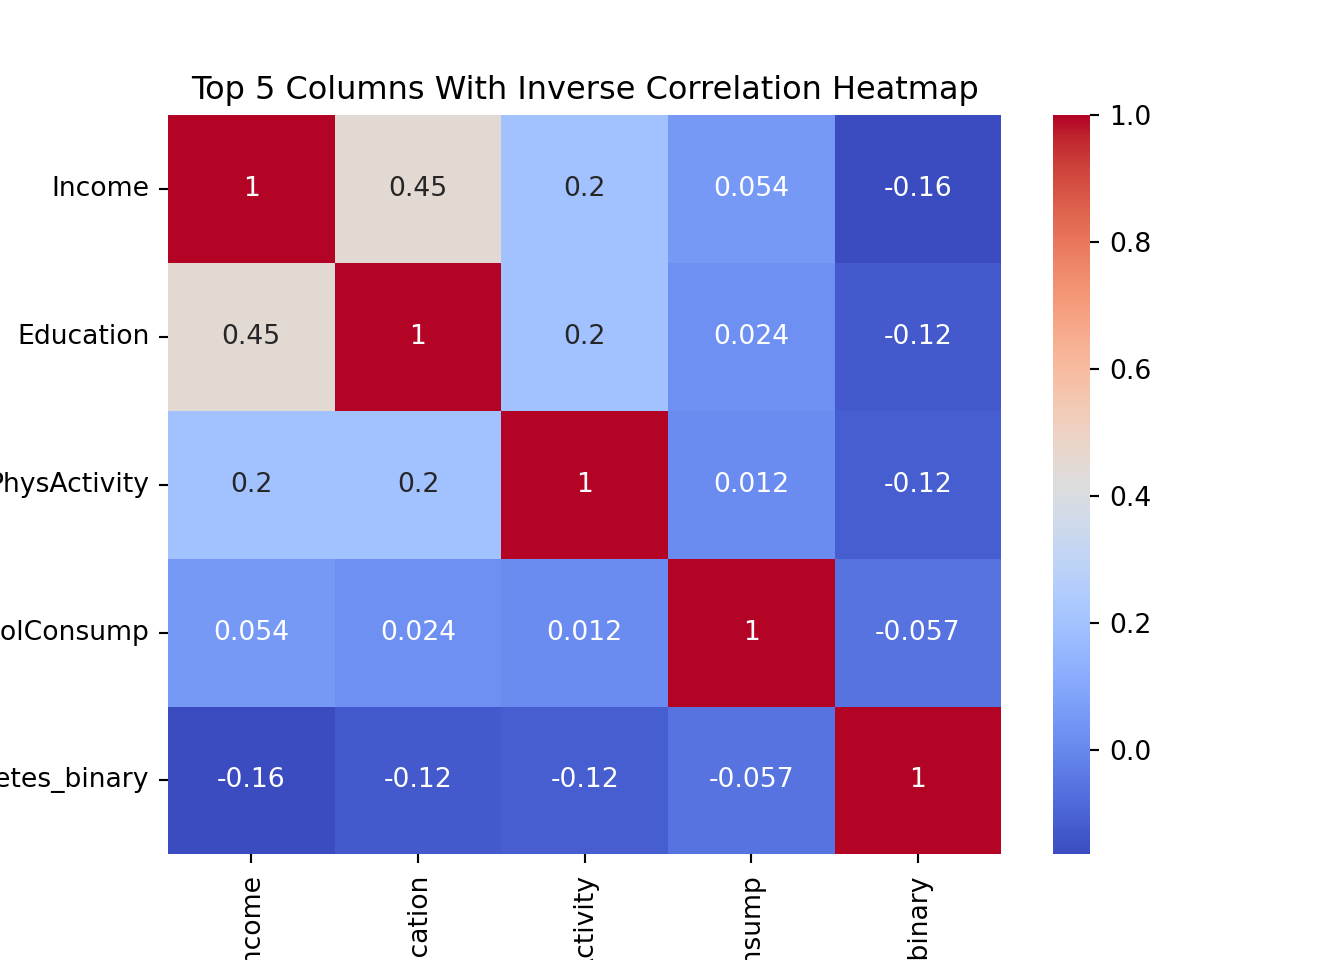 Top 5 Columns With Inverse Correlation Heatmap
Income 1 0.45 0.2 0.054 -0.16
Education 0.45 1 0.2 0.024 -0.12
PhysActivity 0.2 0.2 1 0.012 -0.12
olConsump 0.054 0.024 0.012 1 -0.057
etes_binary -0.16 -0.12 -0.12 -0.057 1
ncome cation ctivity nsump binary
1.0
0.8
0.6
0.4
0.2
0.0